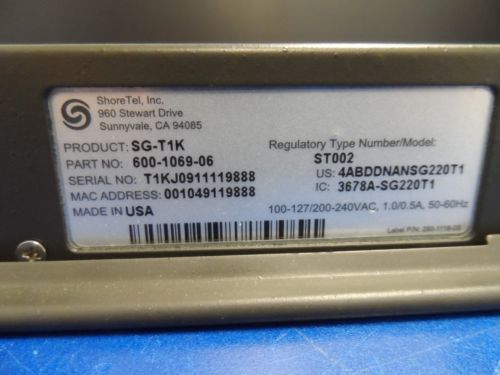 ShoreTel, Inc.
960 Stewart Drive
Sunnyvale, CA 94085
PRODUCT: SG-T1K
PART NO: 600-1069-06
SERIAL NO: T1KJ0911119888
MAC ADDRESS: 001049119888
MADE IN USA
Regulatory Type Number/Model:
ST002
US: 4ABDDNANSG220T1
IC: 3678A-SG220T1
100-127/200-240VAC, 1.0/0.5A, 50-60Hz
Label P/N: